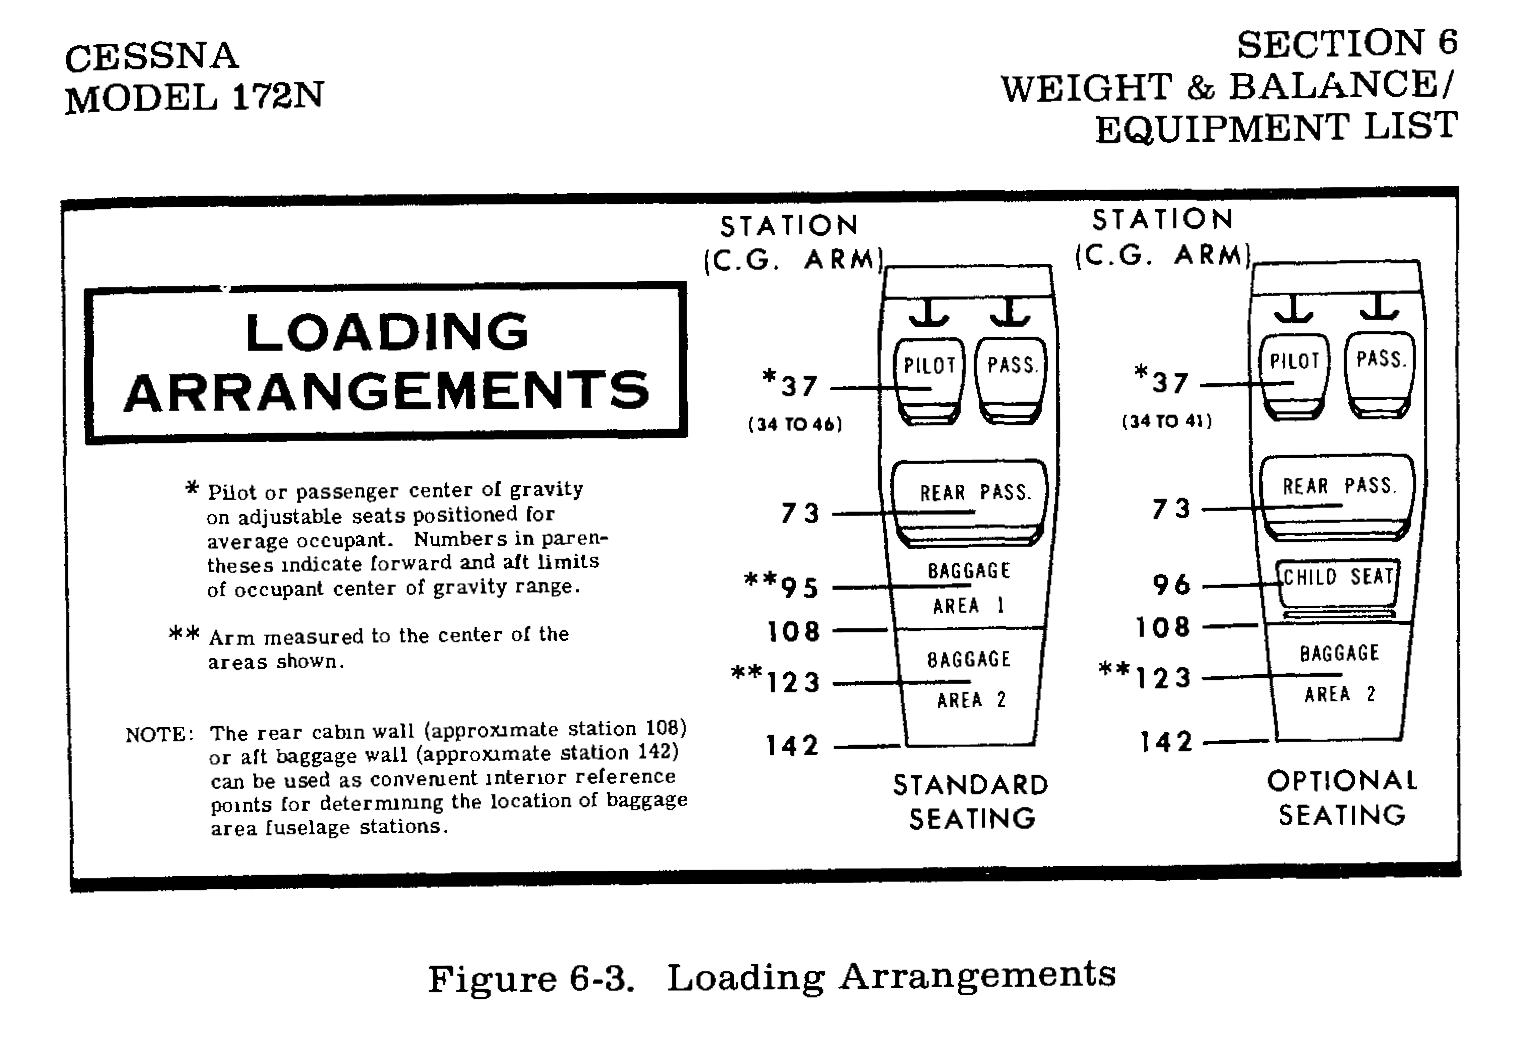 CESSNA
MODEL 172N
SECTION 6
WEIGHT & BALANCE/
EQUIPMENT LIST
LOADING
ARRANGEMENTS
* Pilot or passenger center of gravity
on adjustable seats positioned for
average occupant. Numbers in paren-
theses indicate forward and aft limits
of occupant center of gravity range.
** Arm measured to the center of the
areas shown.
NOTE: The rear cabin wall (approximate station 108)
or aft baggage wall (approximate station 142)
can be used as convenient interior reference
points for determining the location of baggage
area fuselage stations.
STATION
(C.G. ARM)
PILOT PASS.
*37
(34 TO 46)
REAR PASS.
73
BAGGAGE
**95
AREA 1
108
BAGGAGE
**123
AREA 2
142
STANDARD
SEATING
STATION
(C.G. ARM)
PILOT PASS.
*37
(34 TO 41)
REAR PASS.
73
CHILD SEAT
96
108
BAGGAGE
**123
AREA 2
142
OPTIONAL
SEATING
Figure 6-3. Loading Arrangements